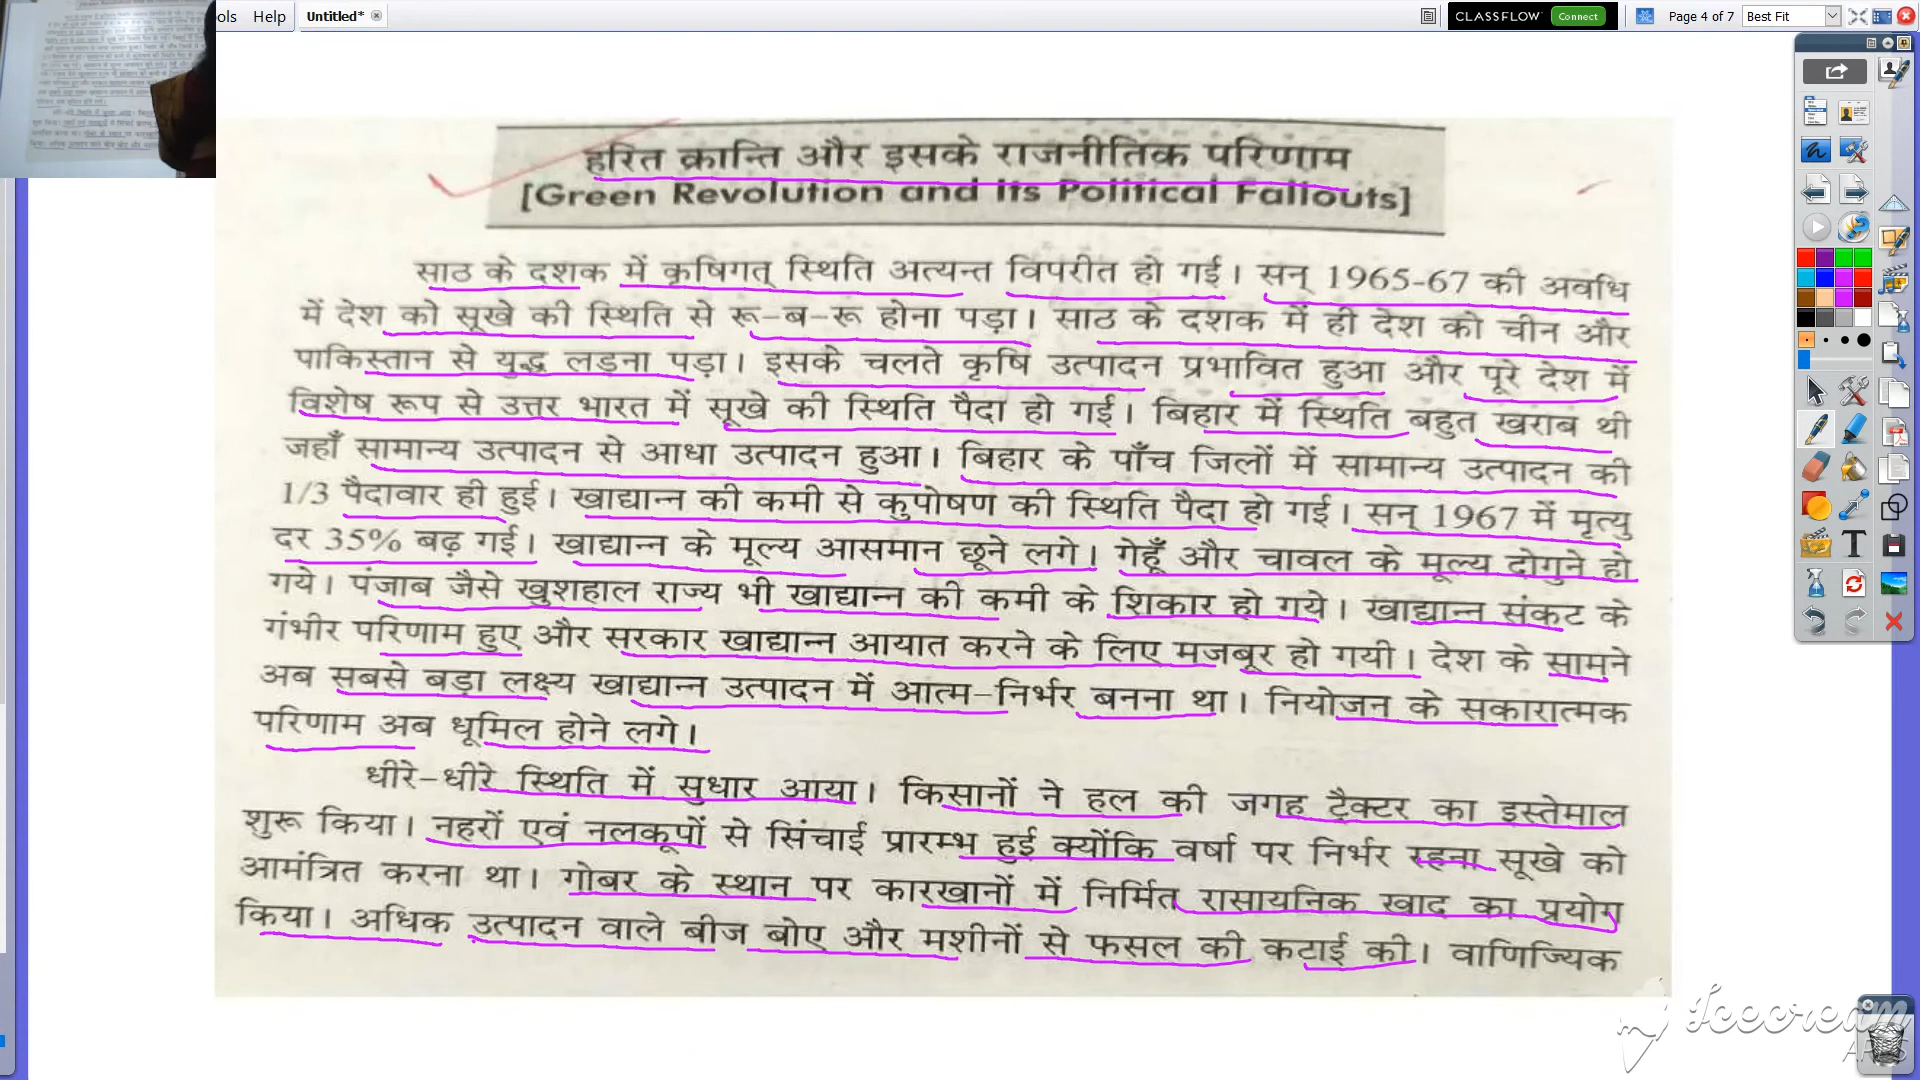 ols Help Untitled* CLASSFLOW Connect Page 4 of 7 Best Fit
हरित क्रान्ति और इसके राजनीतिक परिणाम
[Green Revolution and Its Political Fallouts]
साठ के दशक में कृषिगत् स्थिति अत्यन्त विपरीत हो गई। सन् 1965-67 की अवधि
में देश को सूखे की स्थिति से रू-ब-रू होना पड़ा। साठ के दशक में ही देश को चीन और
पाकिस्तान से युद्ध लडना पड़ा। इसके चलते कृषि उत्पादन प्रभावित हुआ और पूरे देश में
विशेष रूप से उत्तर भारत में सूखे की स्थिति पैदा हो गई। बिहार में स्थिति बहुत खराब थी
जहाँ सामान्य उत्पादन से आधा उत्पादन हुआ। बिहार के पाँच जिलों में सामान्य उत्पादन की
1/3 पैदावार ही हुई। खाद्यान्न की कमी से कुपोषण की स्थिति पैदा हो गई। सन् 1967 में मृत्यु
दर 35% बढ़ गई। खाद्यान्न के मूल्य आसमान छूने लगे। गेहूँ और चावल के मूल्य दोगुने हो
गये। पंजाब जैसे खुशहाल राज्य भी खाद्यान्न की कमी के शिकार हो गये। खाद्यान्न संकट के
गंभीर परिणाम हुए और सरकार खाद्यान्न आयात करने के लिए मजबूर हो गयी। देश के सामने
अब सबसे बड़ा लक्ष्य खाद्यान्न उत्पादन में आत्म-निर्भर बनना था। नियोजन के सकारात्मक
परिणाम अब धूमिल होने लगे।
धीरे-धीरे स्थिति में सुधार आया। किसानों ने हल की जगह ट्रैक्टर का इस्तेमाल
शुरू किया। नहरों एवं नलकूपों से सिंचाई प्रारम्भ हुई क्योंकि वर्षा पर निर्भर रहना सूखे को
आमंत्रित करना था। गोबर के स्थान पर कारखानों में निर्मित रासायनिक खाद का प्रयोग
किया। अधिक उत्पादन वाले बीज बोए और मशीनों से फसल की कटाई की। वाणिज्यिक
Icecream